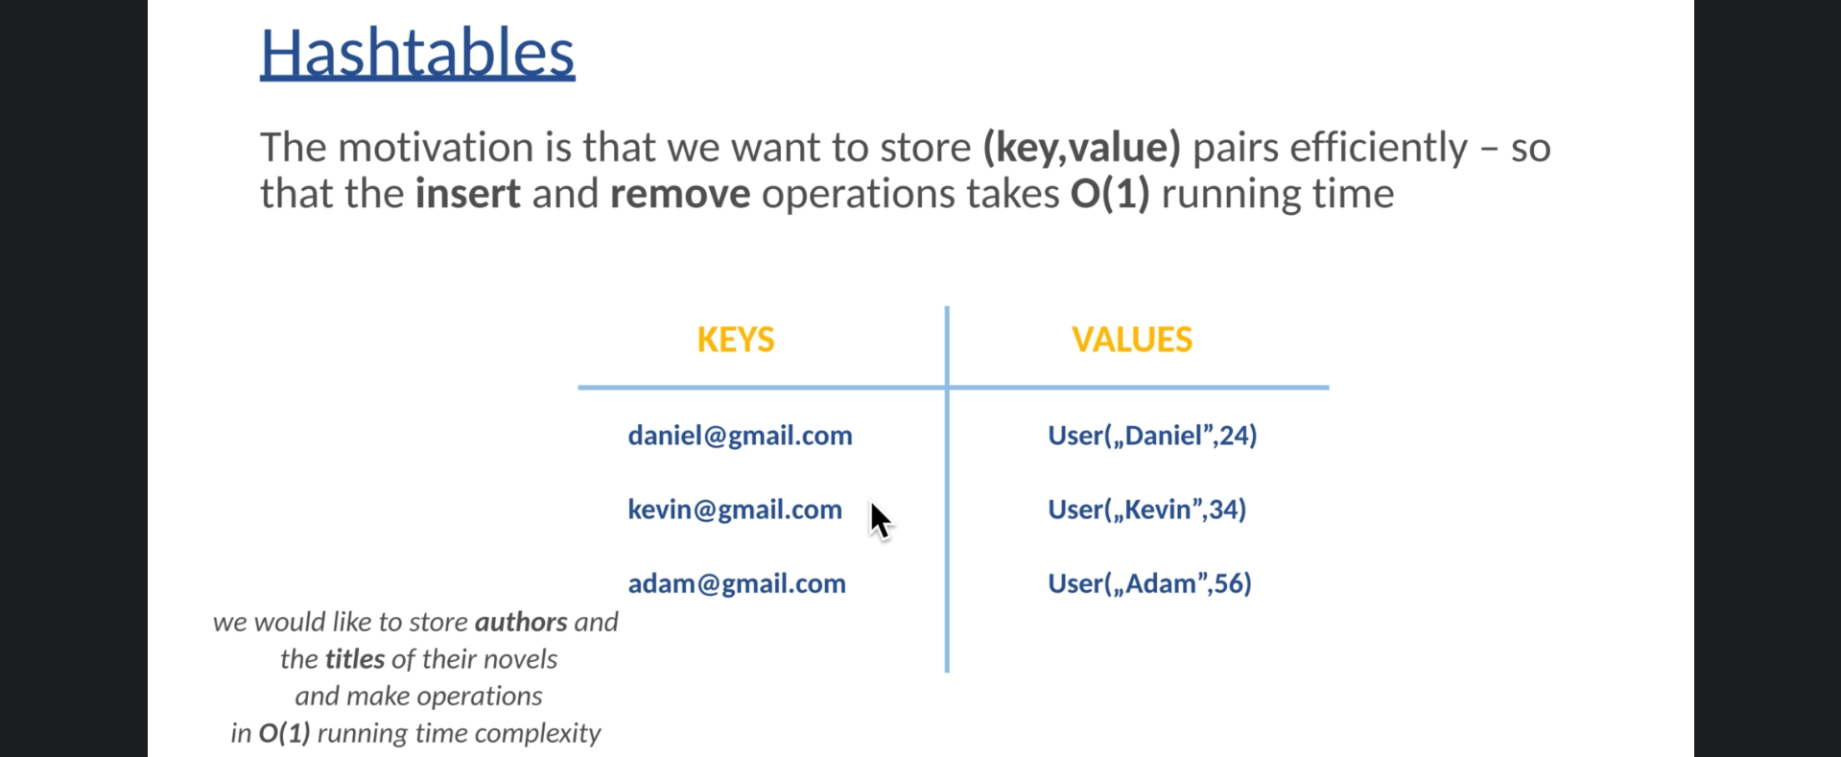 Hashtables
The motivation is that we want to store (key,value) pairs efficiently – so
that the insert and remove operations takes O(1) running time
KEYS VALUES
daniel@gmail.com User(„Daniel”,24)
kevin@gmail.com User(„Kevin”,34)
adam@gmail.com User(„Adam”,56)
we would like to store authors and
the titles of their novels
and make operations
in O(1) running time complexity